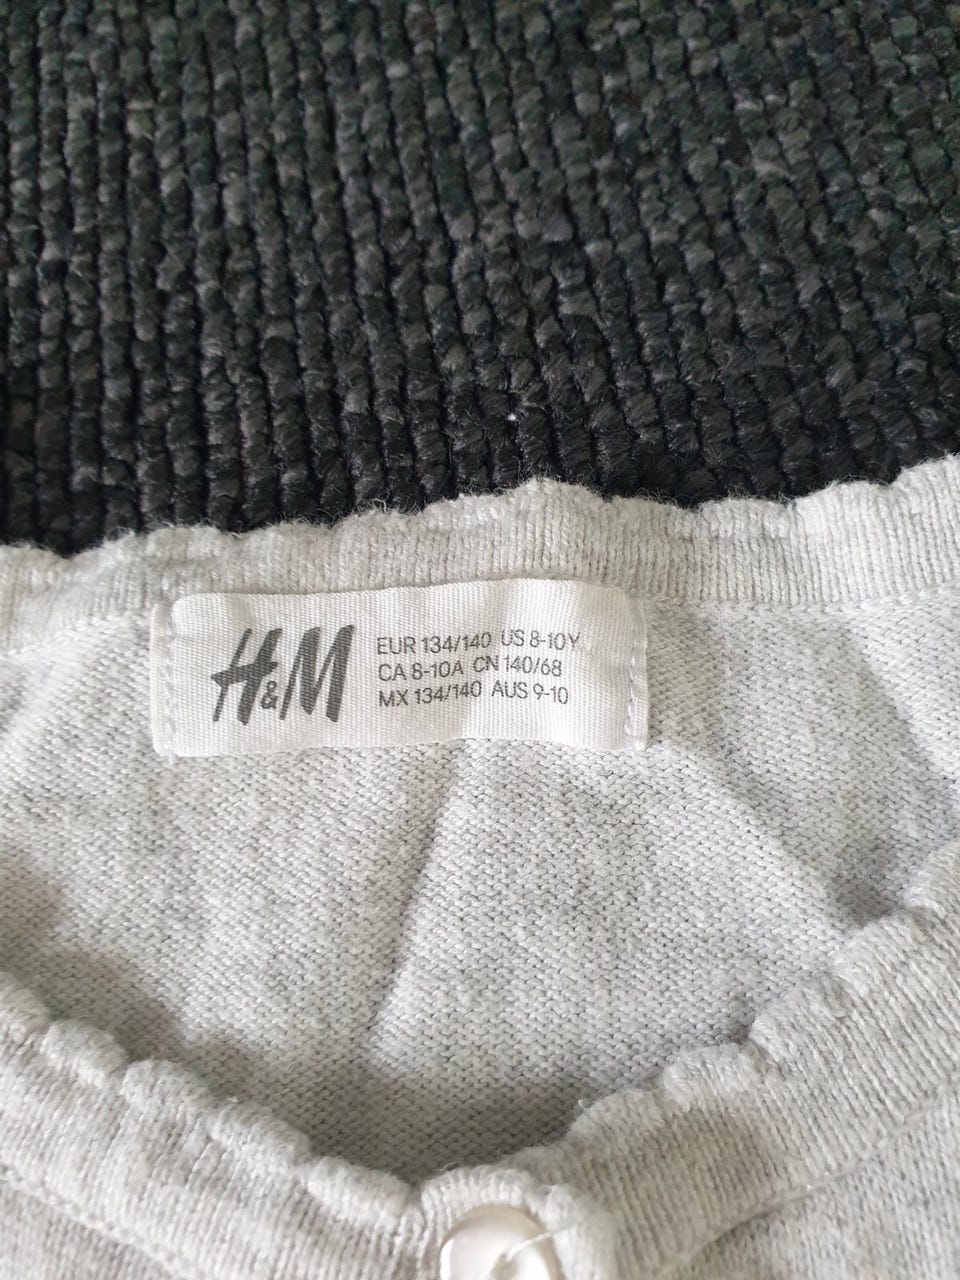 H&M
EUR 134/140 US 8-10Y
CA 8-10A CN 140/68
MX 134/140 AUS 9-10